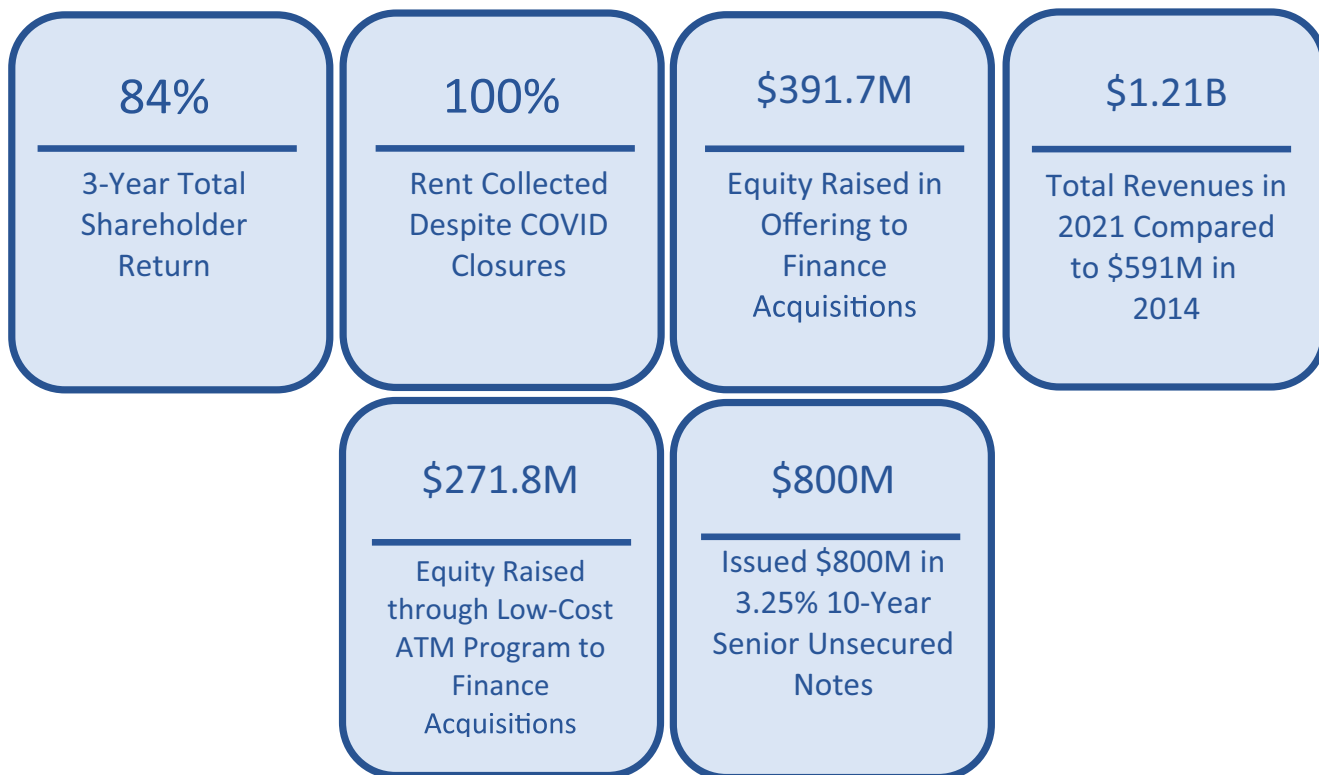 84%
3-Year Total
Shareholder
Return
100%
Rent Collected
Despite COVID
Closures
$391.7M
Equity Raised in
Offering to
Finance
Acquisitions
$1.21B
Total Revenues in
2021 Compared
to $591M in
2014
$271.8M
Equity Raised
through Low-Cost
ATM Program to
Finance
Acquisitions
$800M
Issued $800M in
3.25% 10-Year
Senior Unsecured
Notes